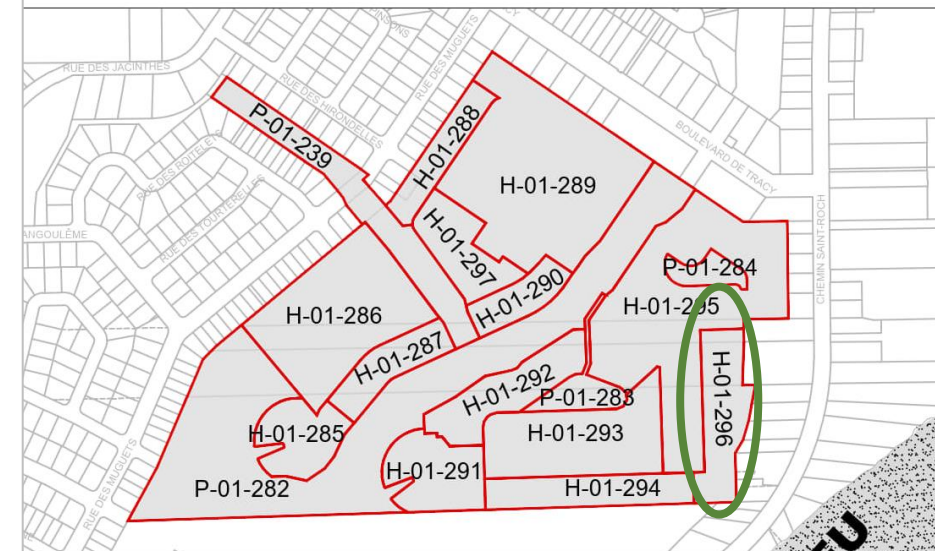 PINSONS
RUE DES JACINTHES
RUE DES HIRONDELLES
RUE DES MUGUETS
CY
P-01-239
H-01-288
BOULEVARD DE TRACY
RUE DES ROITELETS
H-01-289
RUE DES TOURTERELLES
ANGOULÊME
H-01-297
CHEMIN SAINT-ROCH
P-01-284
H-01-290
H-01-295
H-01-286
H-01-287
H-01-296
H-01-292
P-01-283
H-01-285
H-01-293
H-01-291
P-01-282
H-01-294
RUE DES MUGUETS
EU